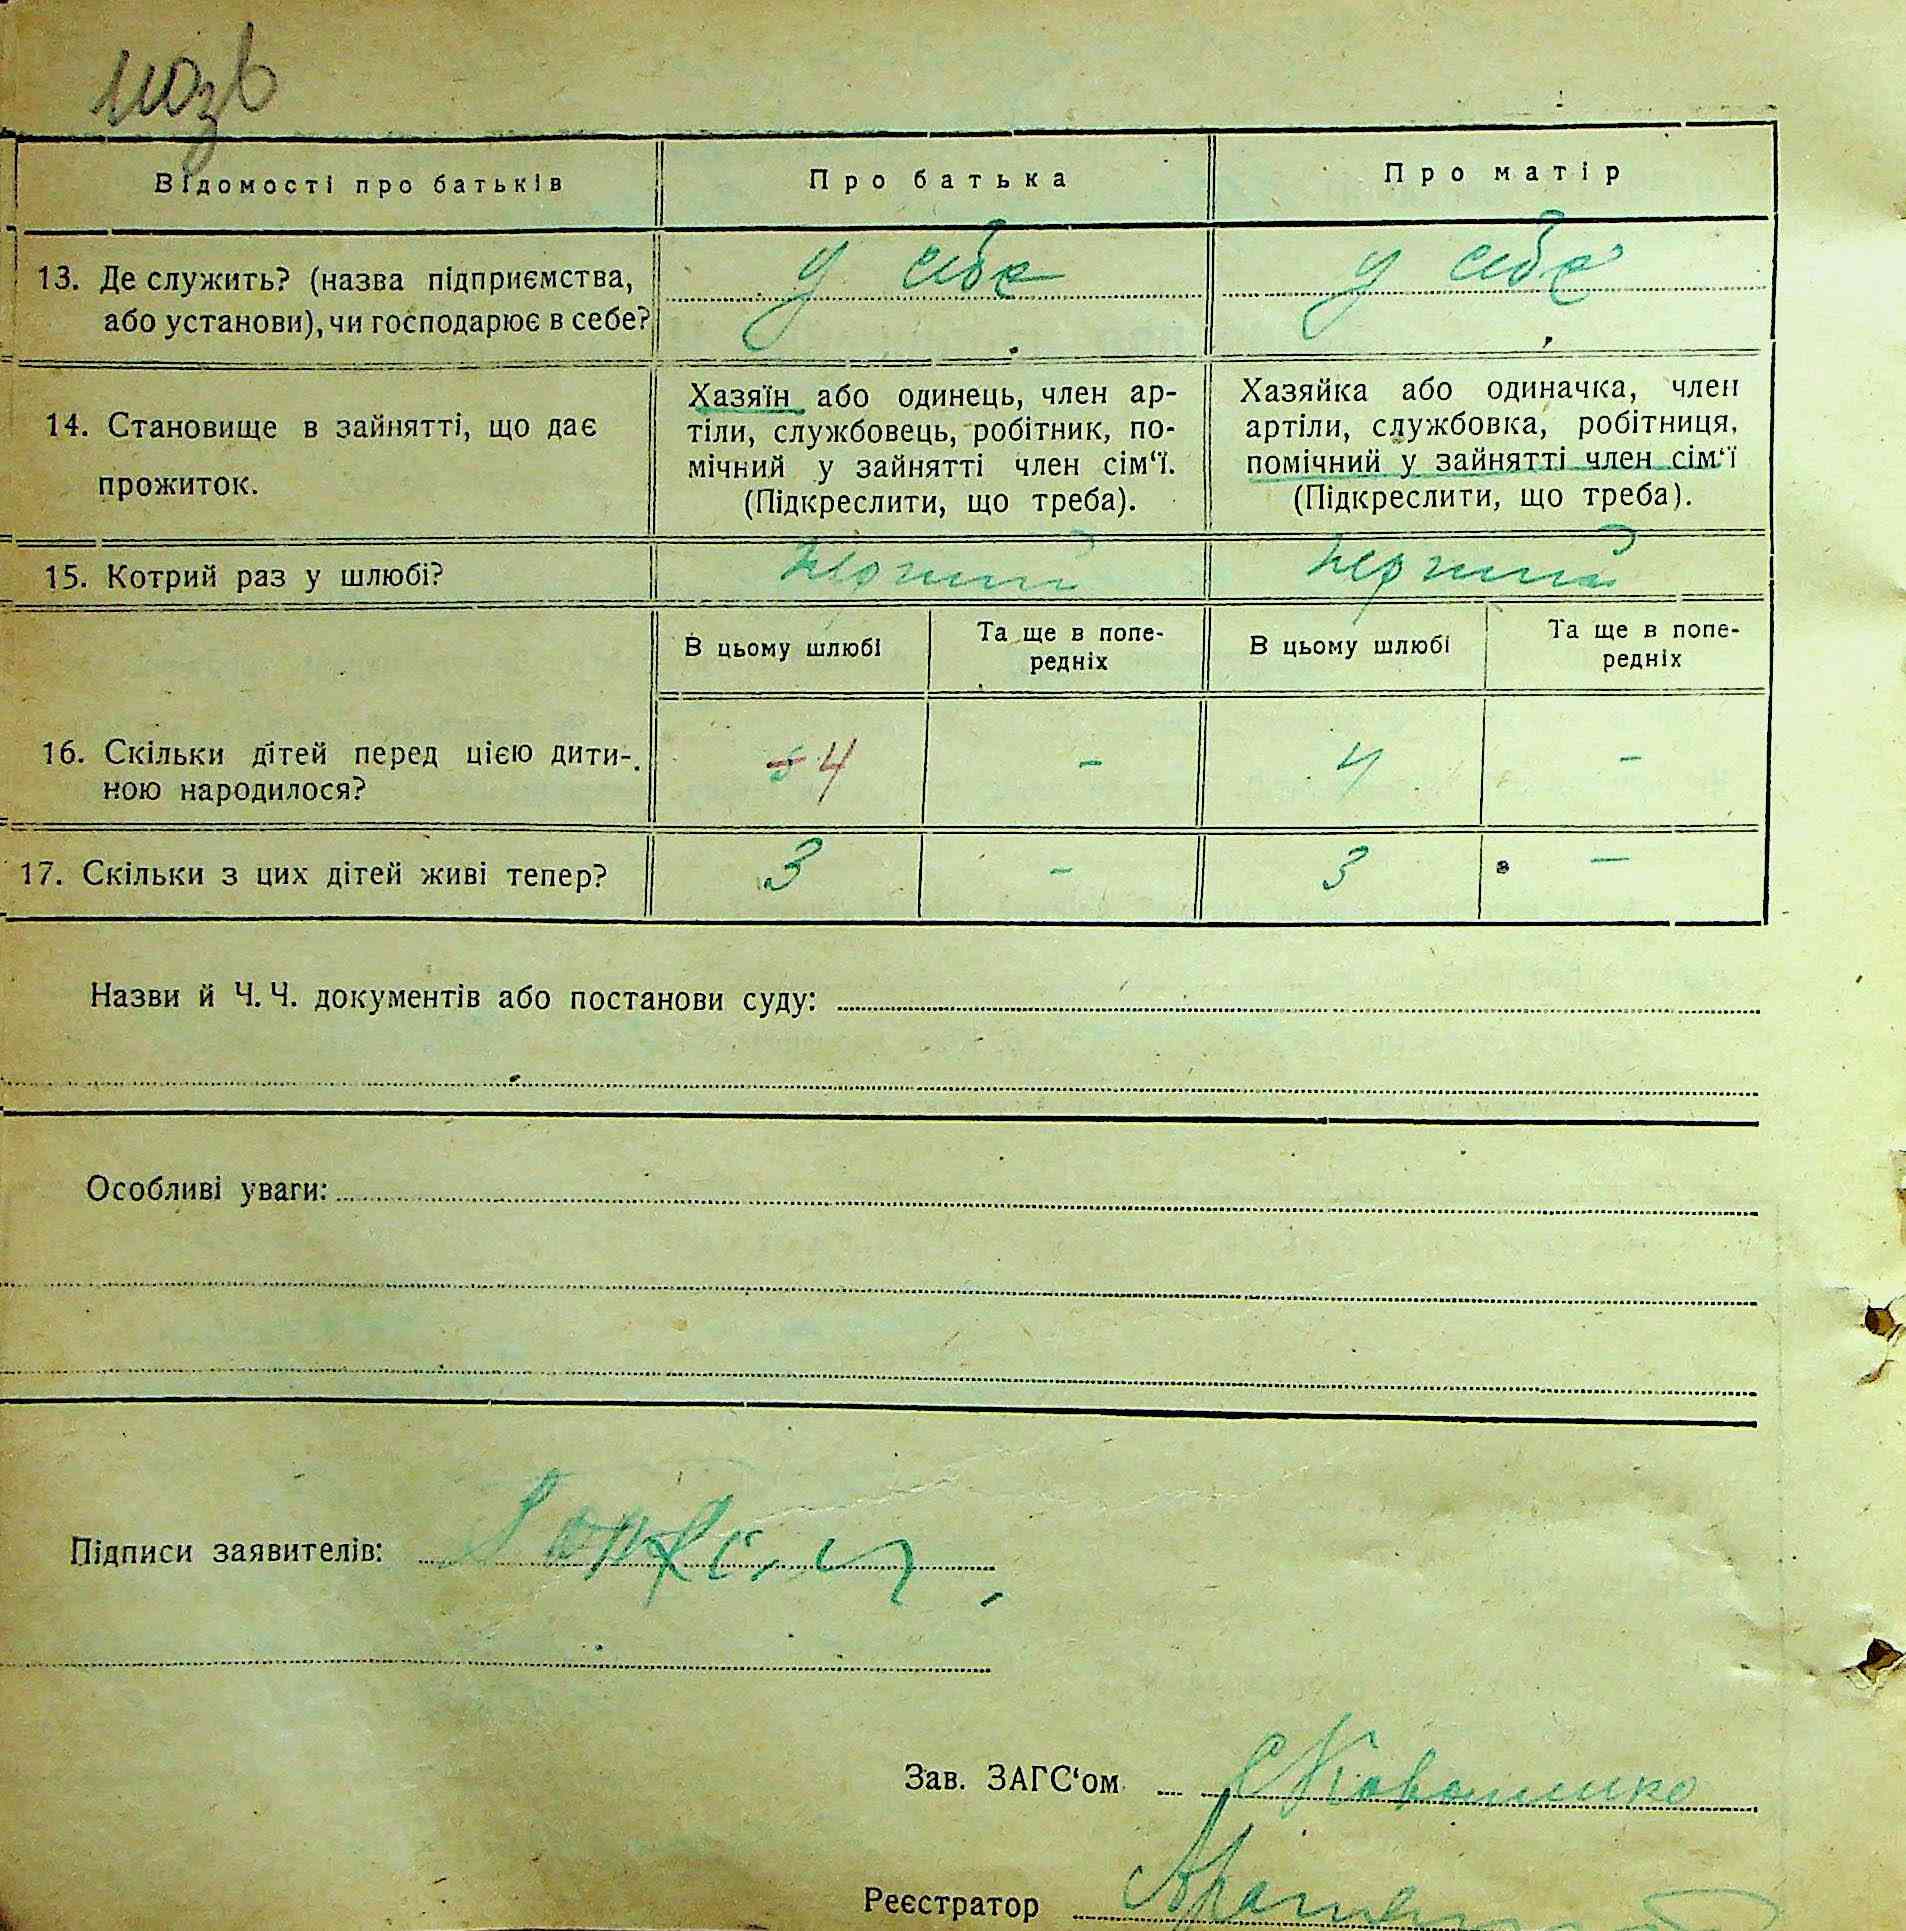 Відомості про батьків
Про батька
Про матір
13. Де служить? (назва підприємства,
або установи), чи господарює в себе?
у себе
у себе
14. Становище в зайнятті, що дає
прожиток.
Хазяїн або одинець, член ар-
тіли, службовець, робітник, по-
мічний у зайнятті член сім‘ї.
(Підкреслити, що треба).
Хазяйка або одиначка, член
артіли, службовка, робітниця,
помічний у зайнятті член сім‘ї
(Підкреслити, що треба).
15. Котрий раз у шлюбі?
В цьому шлюбі
Та ще в попе-
редніх
В цьому шлюбі
Та ще в попе-
редніх
16. Скільки дітей перед цією дити-
ною народилося?
4 - 4 -
17. Скільки з цих дітей живі тепер?
3 - 3 -
Назви й Ч. Ч. документів або постанови суду:
Особливі уваги:
Підписи заявителів:
Зав. ЗАГС‘ом
Реєстратор